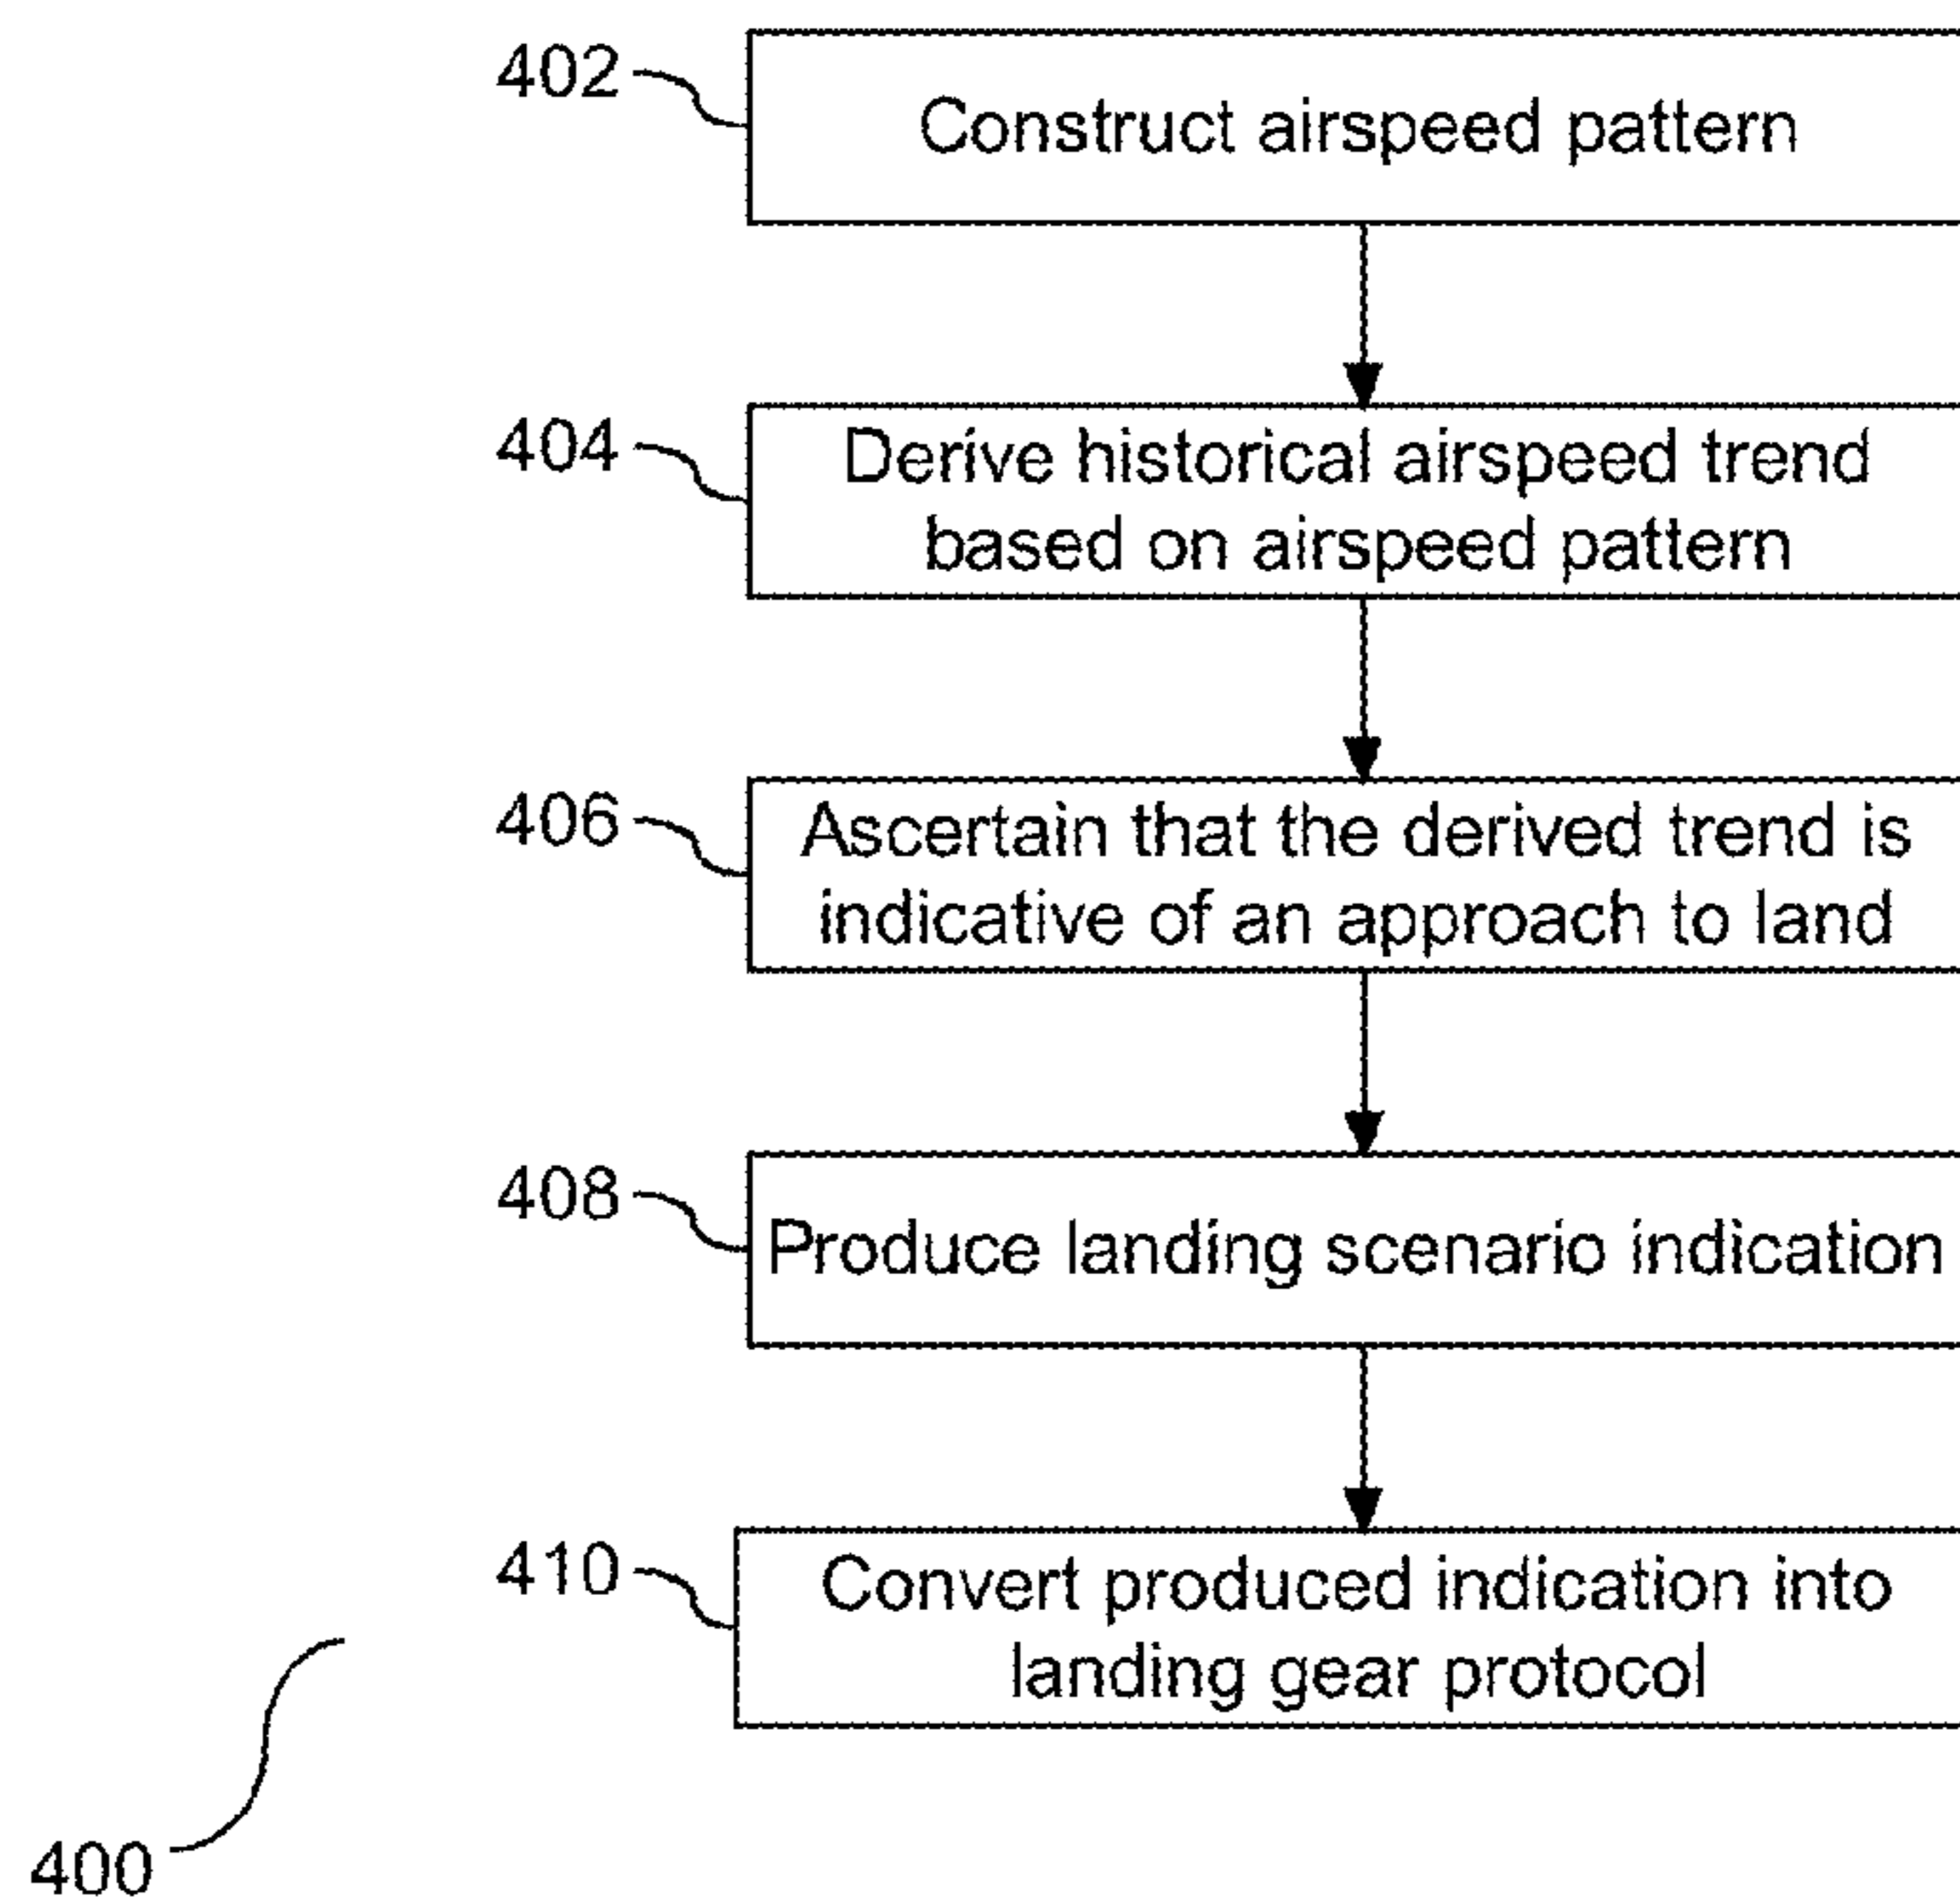 402
Construct airspeed pattern
404
Derive historical airspeed trend
based on airspeed pattern
406
Ascertain that the derived trend is
indicative of an approach to land
408
Produce landing scenario indication
410
Convert produced indication into
landing gear protocol
400